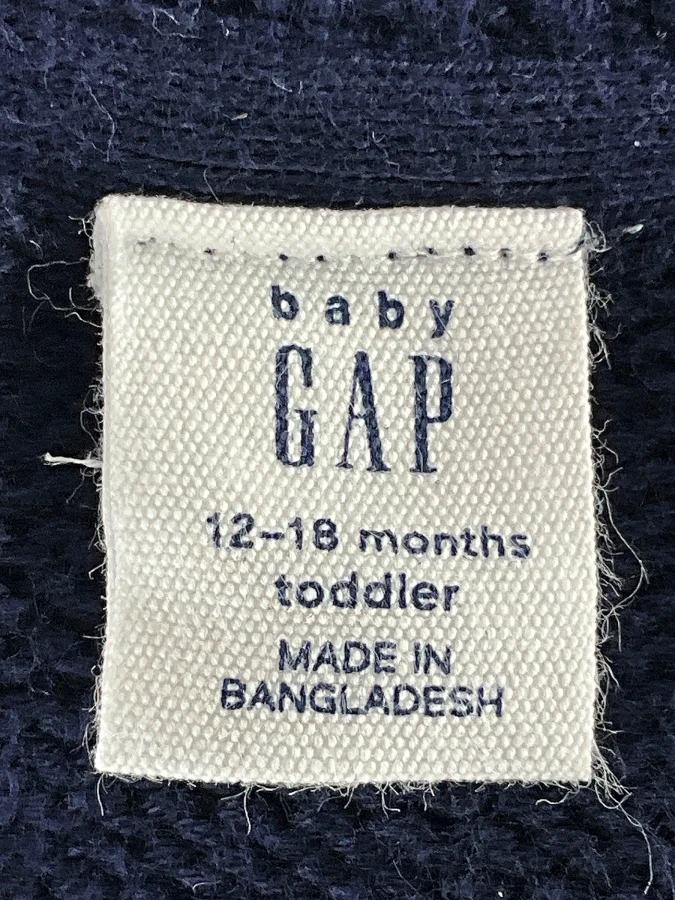 baby
GAP
12-18 months
toddler
MADE IN
BANGLADESH